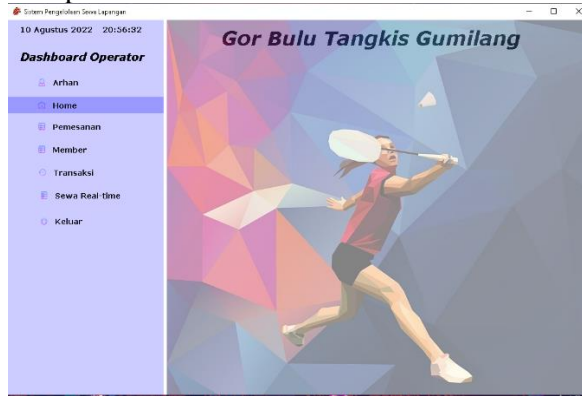 Sistem Pengelolaan Sewa Lapangan
10 Agustus 2022 20:56:32
Dashboard Operator
Arhan
Home
Pemesanan
Member
Transaksi
Sewa Real-time
Keluar
Gor Bulu Tangkis Gumilang